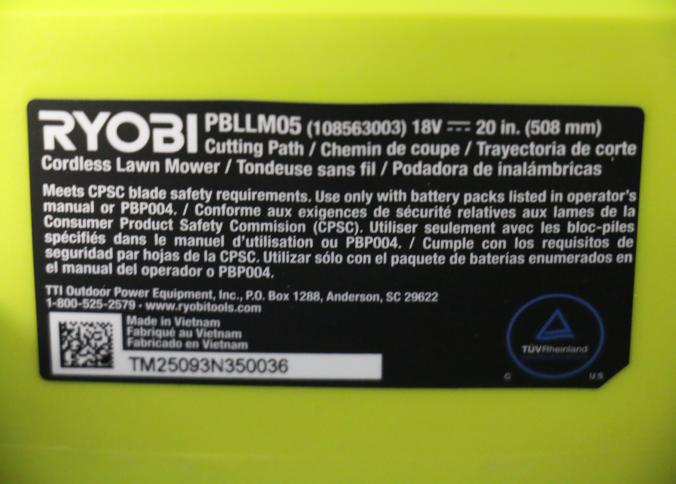 RYOBI PBLLM05 (108563003) 18V ⎓ 20 in. (508 mm)
Cutting Path / Chemin de coupe / Trayectoria de corte
Cordless Lawn Mower / Tondeuse sans fil / Podadora de inalámbricas
Meets CPSC blade safety requirements. Use only with battery packs listed in operator's
manual or PBP004. / Conforme aux exigences de sécurité relatives aux lames de la
Consumer Product Safety Commision (CPSC). Utiliser seulement avec les bloc-piles
spécifiés dans le manuel d'utilisation ou PBP004. / Cumple con los requisitos de
seguridad par hojas de la CPSC. Utilizar sólo con el paquete de baterías enumerados en
el manual del operador o PBP004.
TTI Outdoor Power Equipment, Inc., P.O. Box 1288, Anderson, SC 29622
1-800-525-2579 · www.ryobitools.com
Made in Vietnam
Fabriqué au Vietnam
Fabricado en Vietnam
TM25093N350036
TÜVRheinland
C US